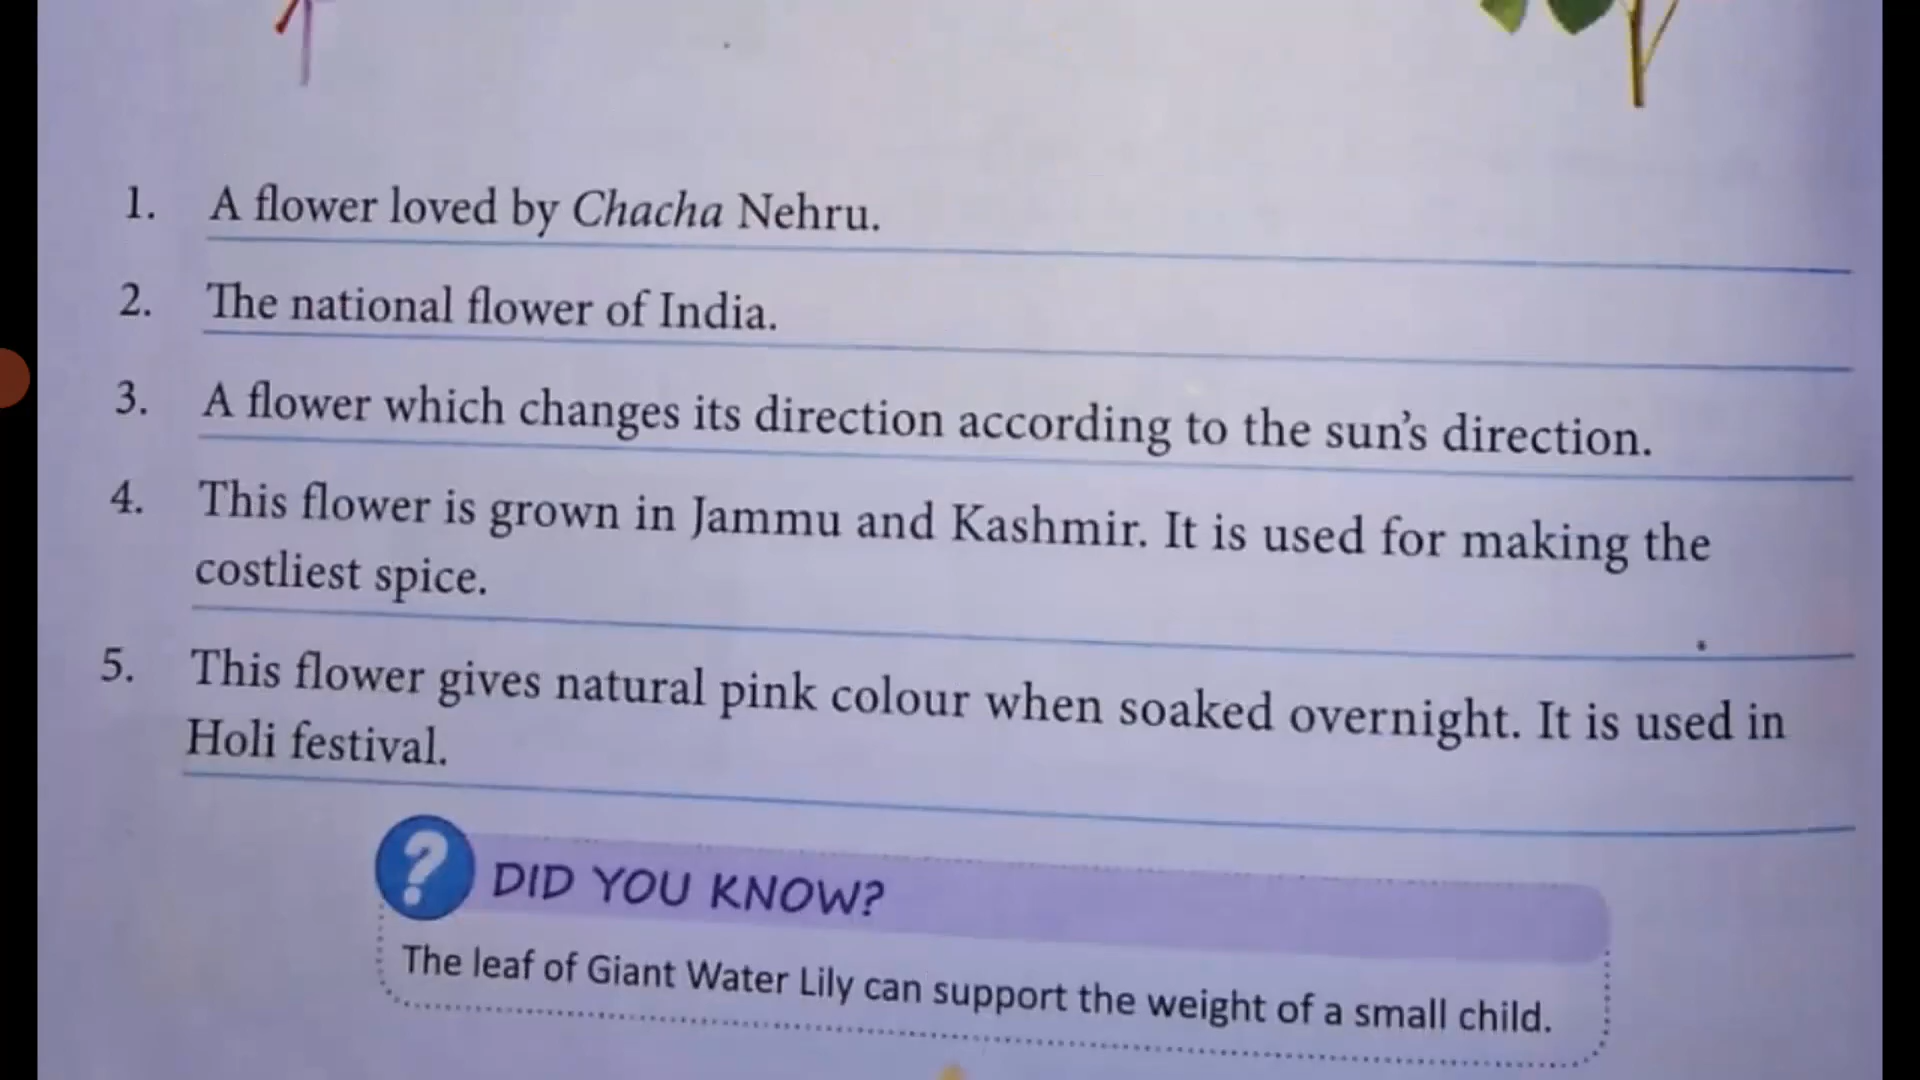 1. A flower loved by Chacha Nehru.
2. The national flower of India.
3. A flower which changes its direction according to the sun's direction.
4. This flower is grown in Jammu and Kashmir. It is used for making the
costliest spice.
5. This flower gives natural pink colour when soaked overnight. It is used in
Holi festival.
? DID YOU KNOW?
The leaf of Giant Water Lily can support the weight of a small child.